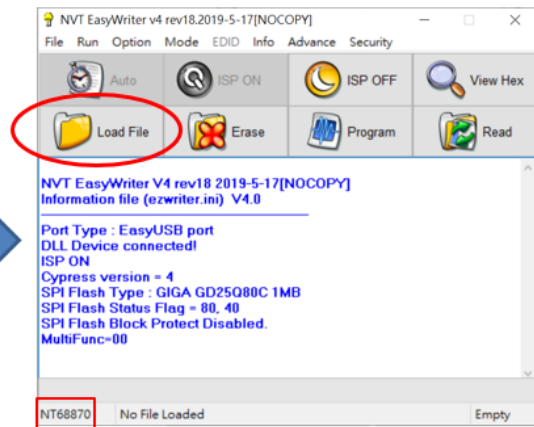 NVT EasyWriter v4 rev18.2019-5-17[NOCOPY]
File Run Option Mode EDID Info Advance Security
Auto ISP ON ISP OFF View Hex
Load File Erase Program Read
NVT EasyWriter V4 rev18 2019-5-17[NOCOPY]
Information file (ezwriter.ini) V4.0
Port Type : EasyUSB port
DLL Device connected!
ISP ON
Cypress version = 4
SPI Flash Type : GIGA GD25Q80C 1MB
SPI Flash Status Flag = 80, 40
SPI Flash Block Protect Disabled.
MultiFunc=00
NT68870 No File Loaded Empty